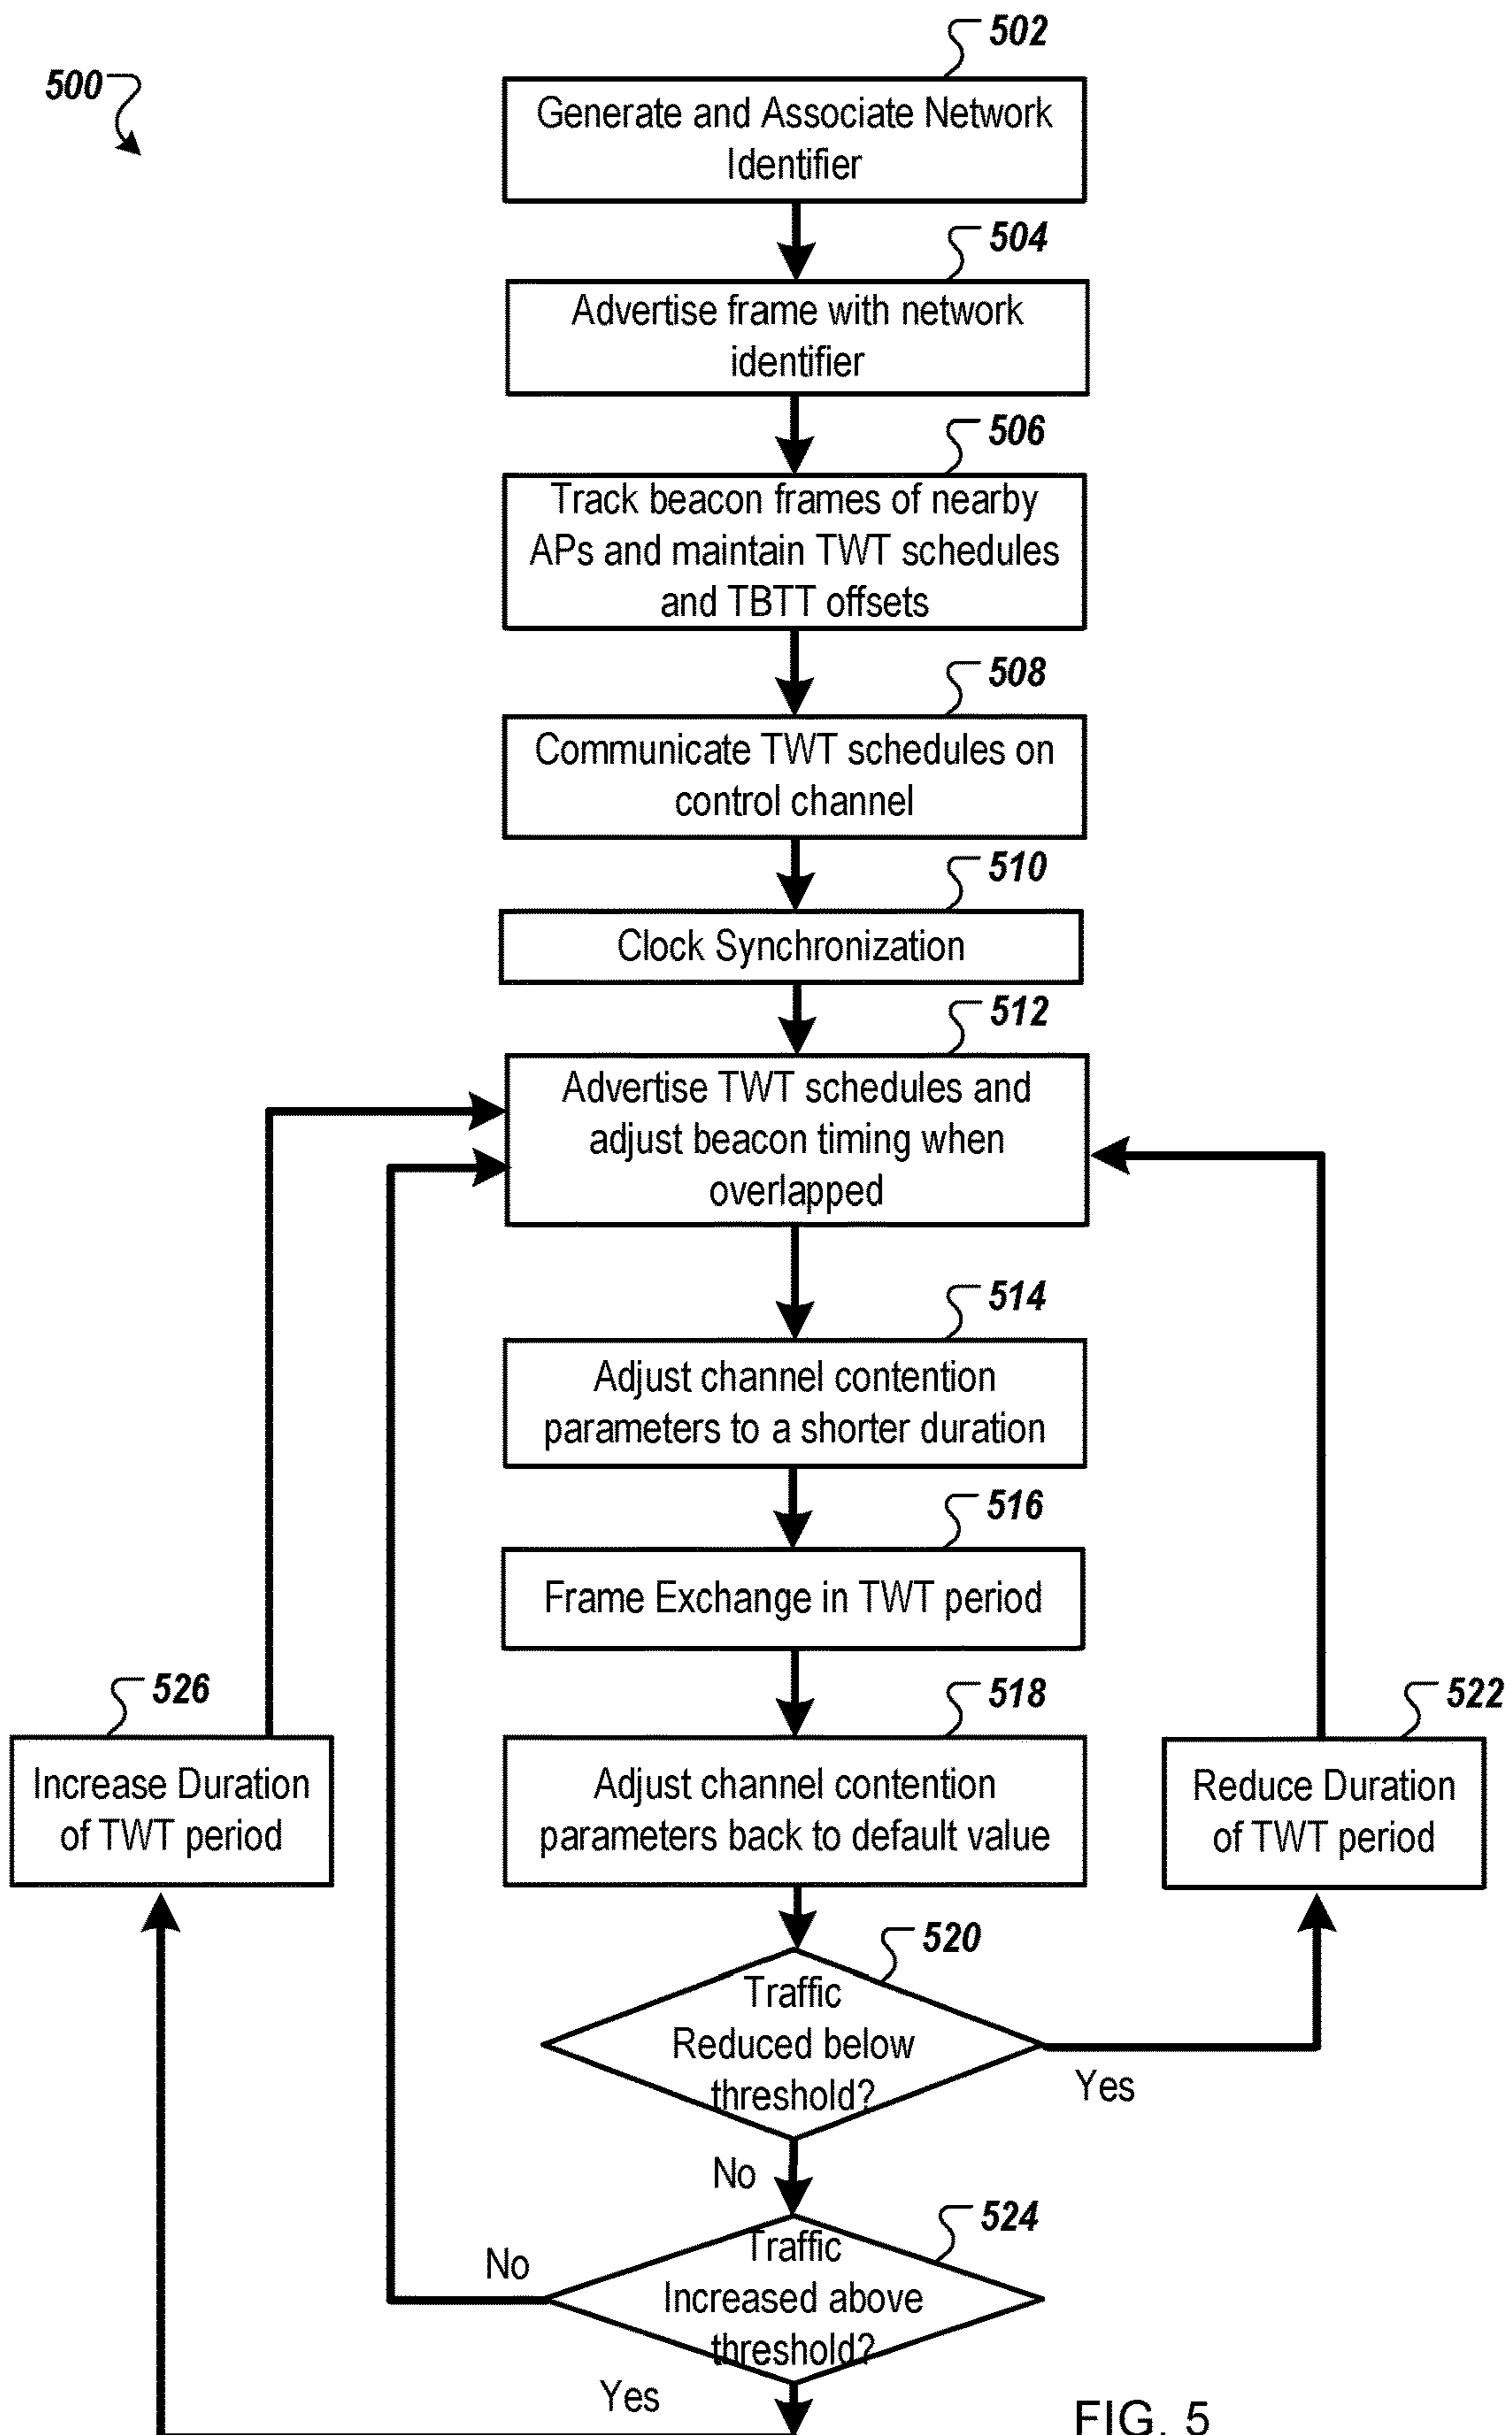 502
500
Generate and Associate Network
Identifier
504
Advertise frame with network
identifier
506
Track beacon frames of nearby
APs and maintain TWT schedules
and TBTT offsets
508
Communicate TWT schedules on
control channel
510
Clock Synchronization
512
Advertise TWT schedules and
adjust beacon timing when
overlapped
514
Adjust channel contention
parameters to a shorter duration
516
Frame Exchange in TWT period
518
Adjust channel contention
parameters back to default value
526
Increase Duration
of TWT period
522
Reduce Duration
of TWT period
520
Traffic
Reduced below
threshold?
Yes
No
524
Traffic
Increased above
threshold?
No
Yes
FIG. 5